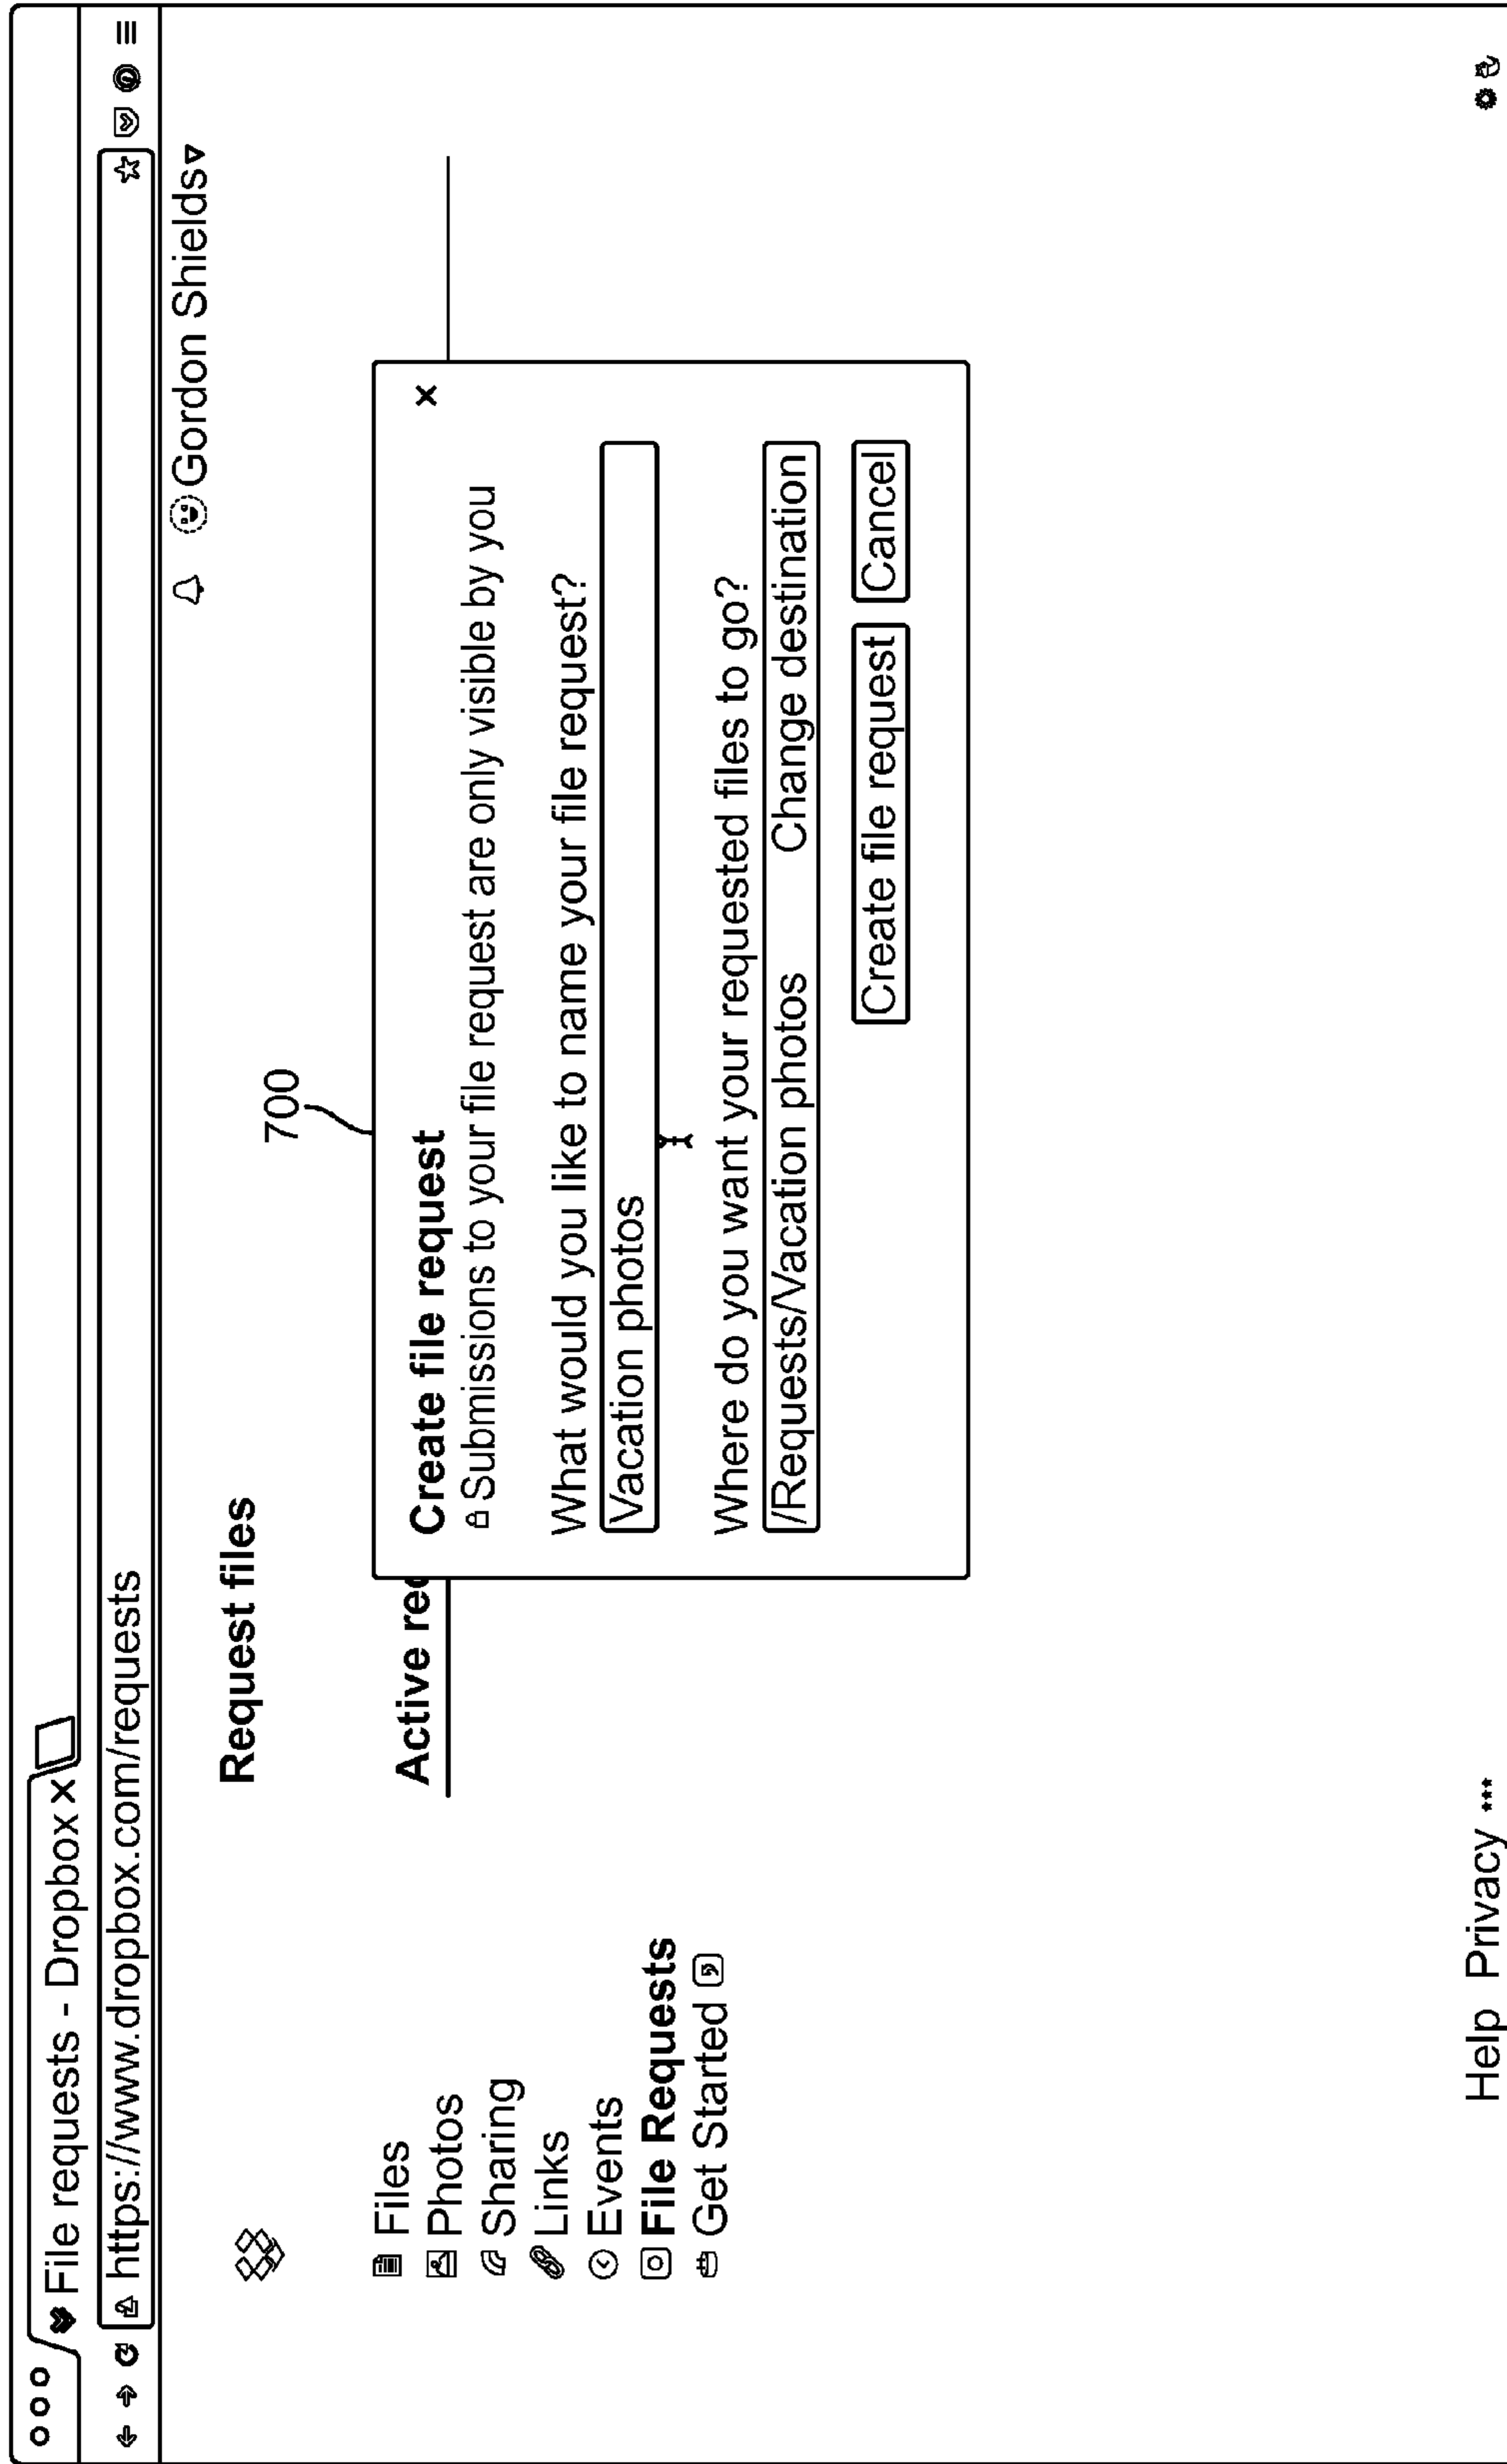 File requests - Dropbox x
https://www.dropbox.com/requests
Gordon Shields
Request files
700
Files
Photos
Sharing
Links
Events
File Requests
Get Started
Active rec
Create file request
x
Submissions to your file request are only visible by you
What would you like to name your file request?
Vacation photos
Where do you want your requested files to go?
/Requests/Vacation photos Change destination
Create file request Cancel
Help Privacy ***